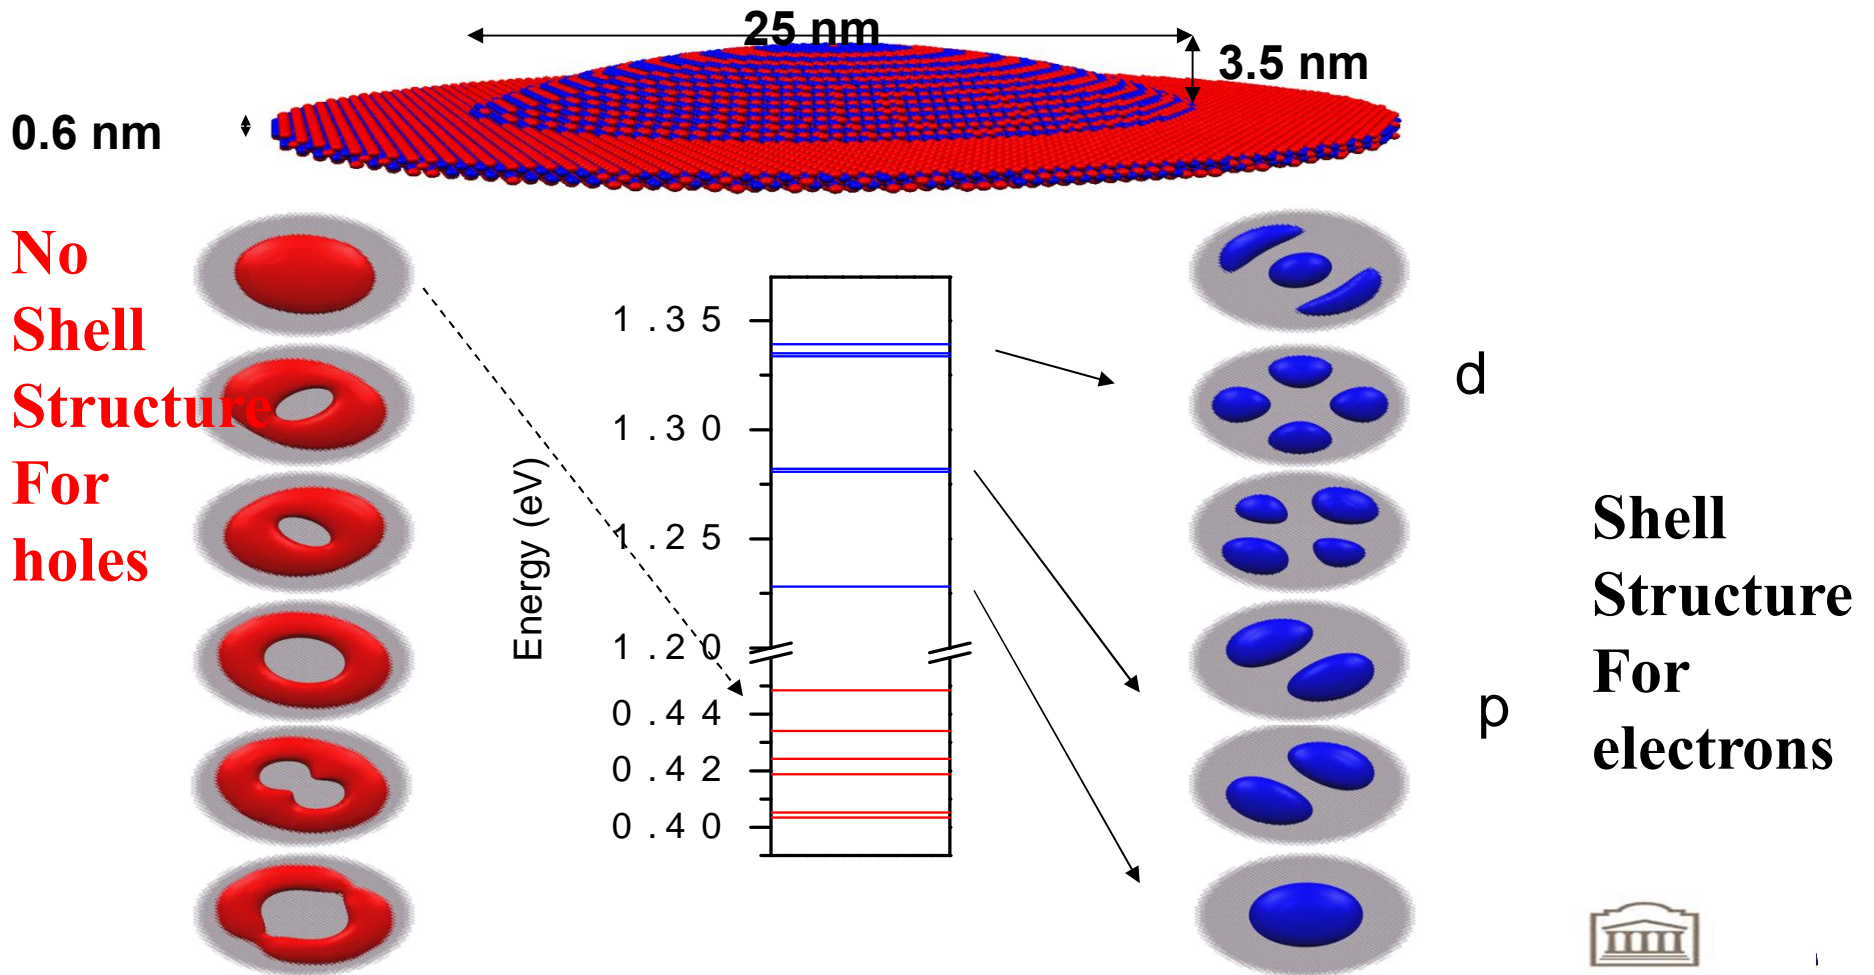 25 nm
3.5 nm
0.6 nm
No
Shell
Structure
For
holes
Energy (eV)
1.35
1.30
1.25
1.20
0.44
0.42
0.40
d
p
Shell
Structure
For
electrons